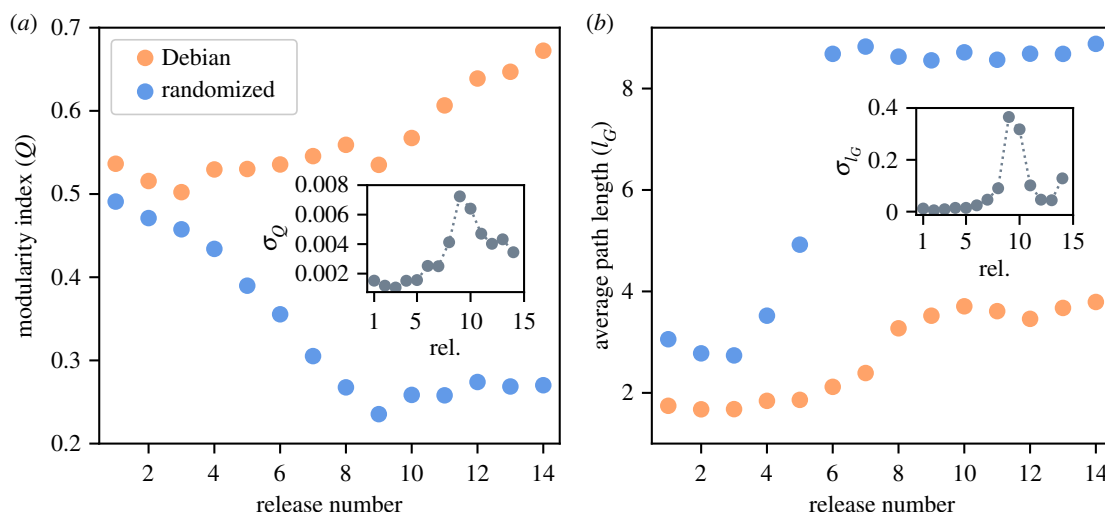 (a)
0.7
0.6
0.5
0.4
0.3
0.2
modularity index (Q)
Debian
randomized
2 4 6 8 10 12 14
release number
0.008
0.006
0.004
0.002
σQ
1 5 10 15
rel.
(b)
8
6
4
2
average path length (lG)
2 4 6 8 10 12 14
release number
0.4
0.2
0
σlG
1 5 10 15
rel.